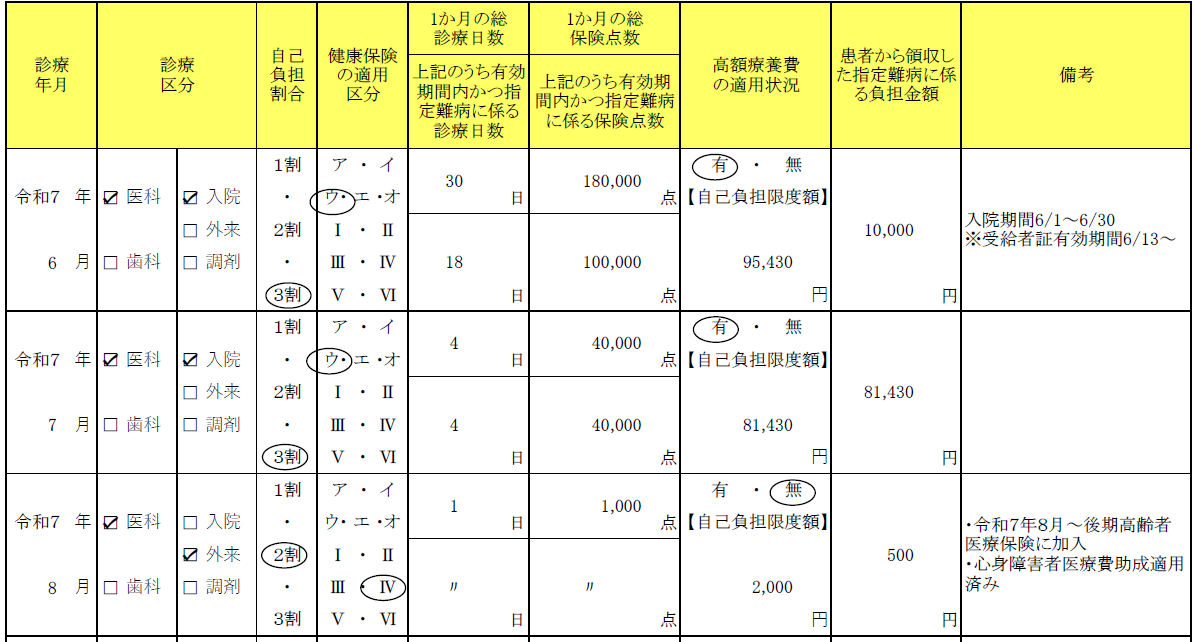 診療
年月
診療
区分
自己
負担
割合
健康保険
の適用
区分
1か月の総
診療日数
上記のうち有効
期間内かつ指
定難病に係る
診療日数
1か月の総
保険点数
上記のうち有効期
間内かつ指定難病
に係る保険点数
高額療養費
の適用状況
患者から領収し
た指定難病に係
る負担金額
備考
令和7 年
6 月
☑ 医科
□ 歯科
☑ 入院
□ 外来
□ 調剤
1割
・
2割
・
3割
ア ・ イ
ウ・エ・オ
Ⅰ ・ Ⅱ
Ⅲ ・ Ⅳ
Ⅴ ・ Ⅵ
30
日
18
日
180,000
点
100,000
点
有 ・ 無
【自己負担限度額】
95,430
円
10,000
円
入院期間6/1~6/30
※受給者証有効期間6/13~
令和7 年
7 月
☑ 医科
□ 歯科
☑ 入院
□ 外来
□ 調剤
1割
・
2割
・
3割
ア ・ イ
ウ・エ・オ
Ⅰ ・ Ⅱ
Ⅲ ・ Ⅳ
Ⅴ ・ Ⅵ
4
日
4
日
40,000
点
40,000
点
有 ・ 無
【自己負担限度額】
81,430
円
81,430
円
令和7 年
8 月
☑ 医科
□ 歯科
□ 入院
☑ 外来
□ 調剤
1割
・
2割
・
3割
ア ・ イ
ウ・エ・オ
Ⅰ ・ Ⅱ
Ⅲ ・ Ⅳ
Ⅴ ・ Ⅵ
1
日
〃
日
1,000
点
〃
点
有 ・ 無
【自己負担限度額】
2,000
円
500
円
・令和7年8月~後期高齢者
医療保険に加入
・心身障害者医療費助成適用
済み